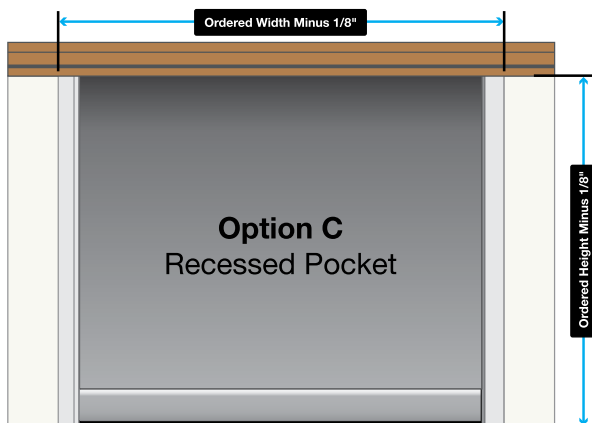 Ordered Width Minus 1/8"
Option C
Recessed Pocket
Ordered Height Minus 1/8"